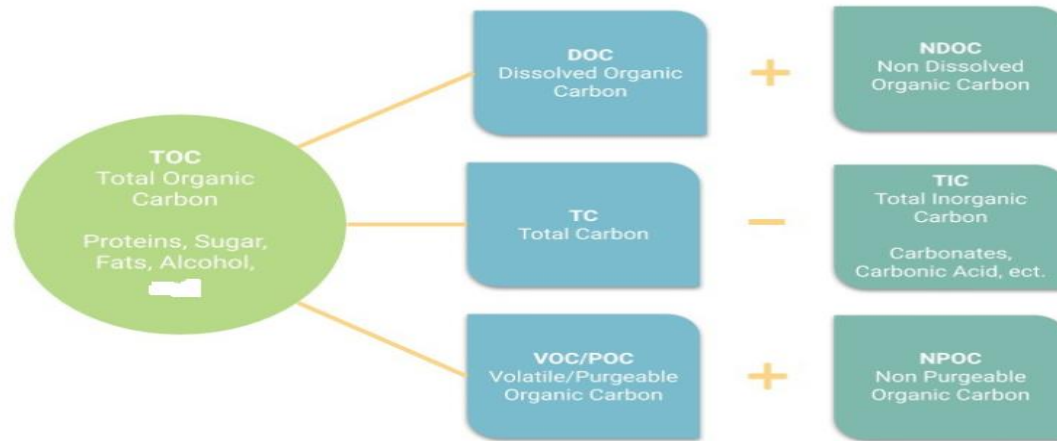 TOC
Total Organic
Carbon
Proteins, Sugar,
Fats, Alcohol,
DOC
Dissolved Organic
Carbon
+
NDOC
Non Dissolved
Organic Carbon
TC
Total Carbon
−
TIC
Total Inorganic
Carbon
Carbonates,
Carbonic Acid, ect.
VOC/POC
Volatile/Purgeable
Organic Carbon
+
NPOC
Non Purgeable
Organic Carbon